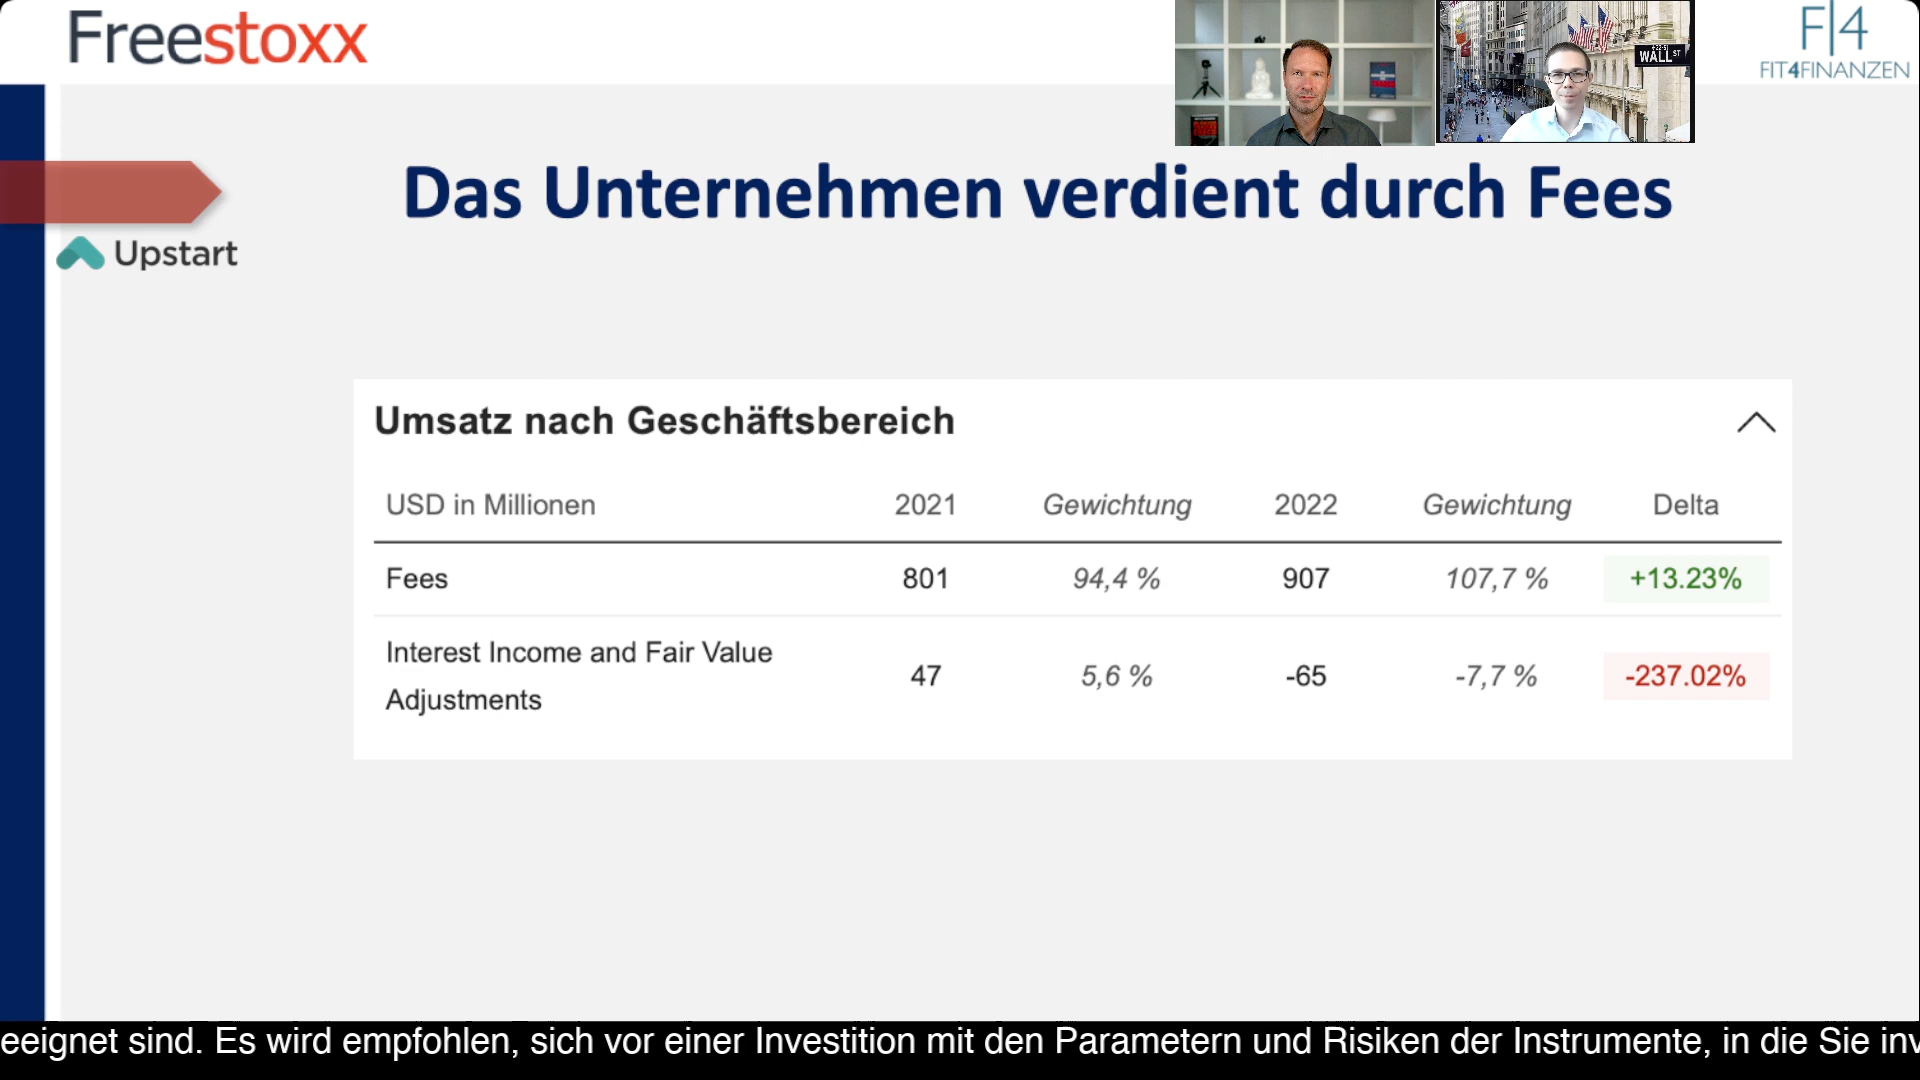 Freestoxx
WALL ST
F|4
FIT4FINANZEN
Das Unternehmen verdient durch Fees
Upstart
Umsatz nach Geschäftsbereich
USD in Millionen 2021 Gewichtung 2022 Gewichtung Delta
Fees 801 94,4 % 907 107,7 % +13.23%
Interest Income and Fair Value
Adjustments 47 5,6 % -65 -7,7 % -237.02%
eeignet sind. Es wird empfohlen, sich vor einer Investition mit den Parametern und Risiken der Instrumente, in die Sie inv